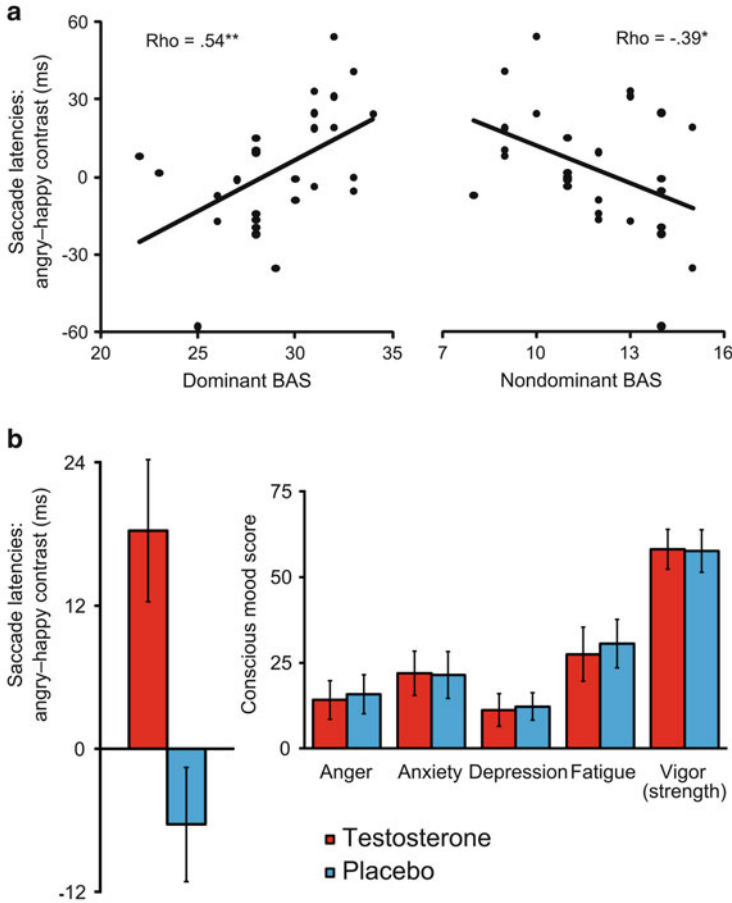 a
Rho = .54**
Rho = -.39*
Saccade latencies:
angry–happy contrast (ms)
60
30
0
-30
-60
20
25
30
35
7
10
13
16
Dominant BAS
Nondominant BAS
b
Saccade latencies:
angry–happy contrast (ms)
24
12
0
-12
Conscious mood score
75
50
25
0
Anger
Anxiety
Depression
Fatigue
Vigor
(strength)
Testosterone
Placebo